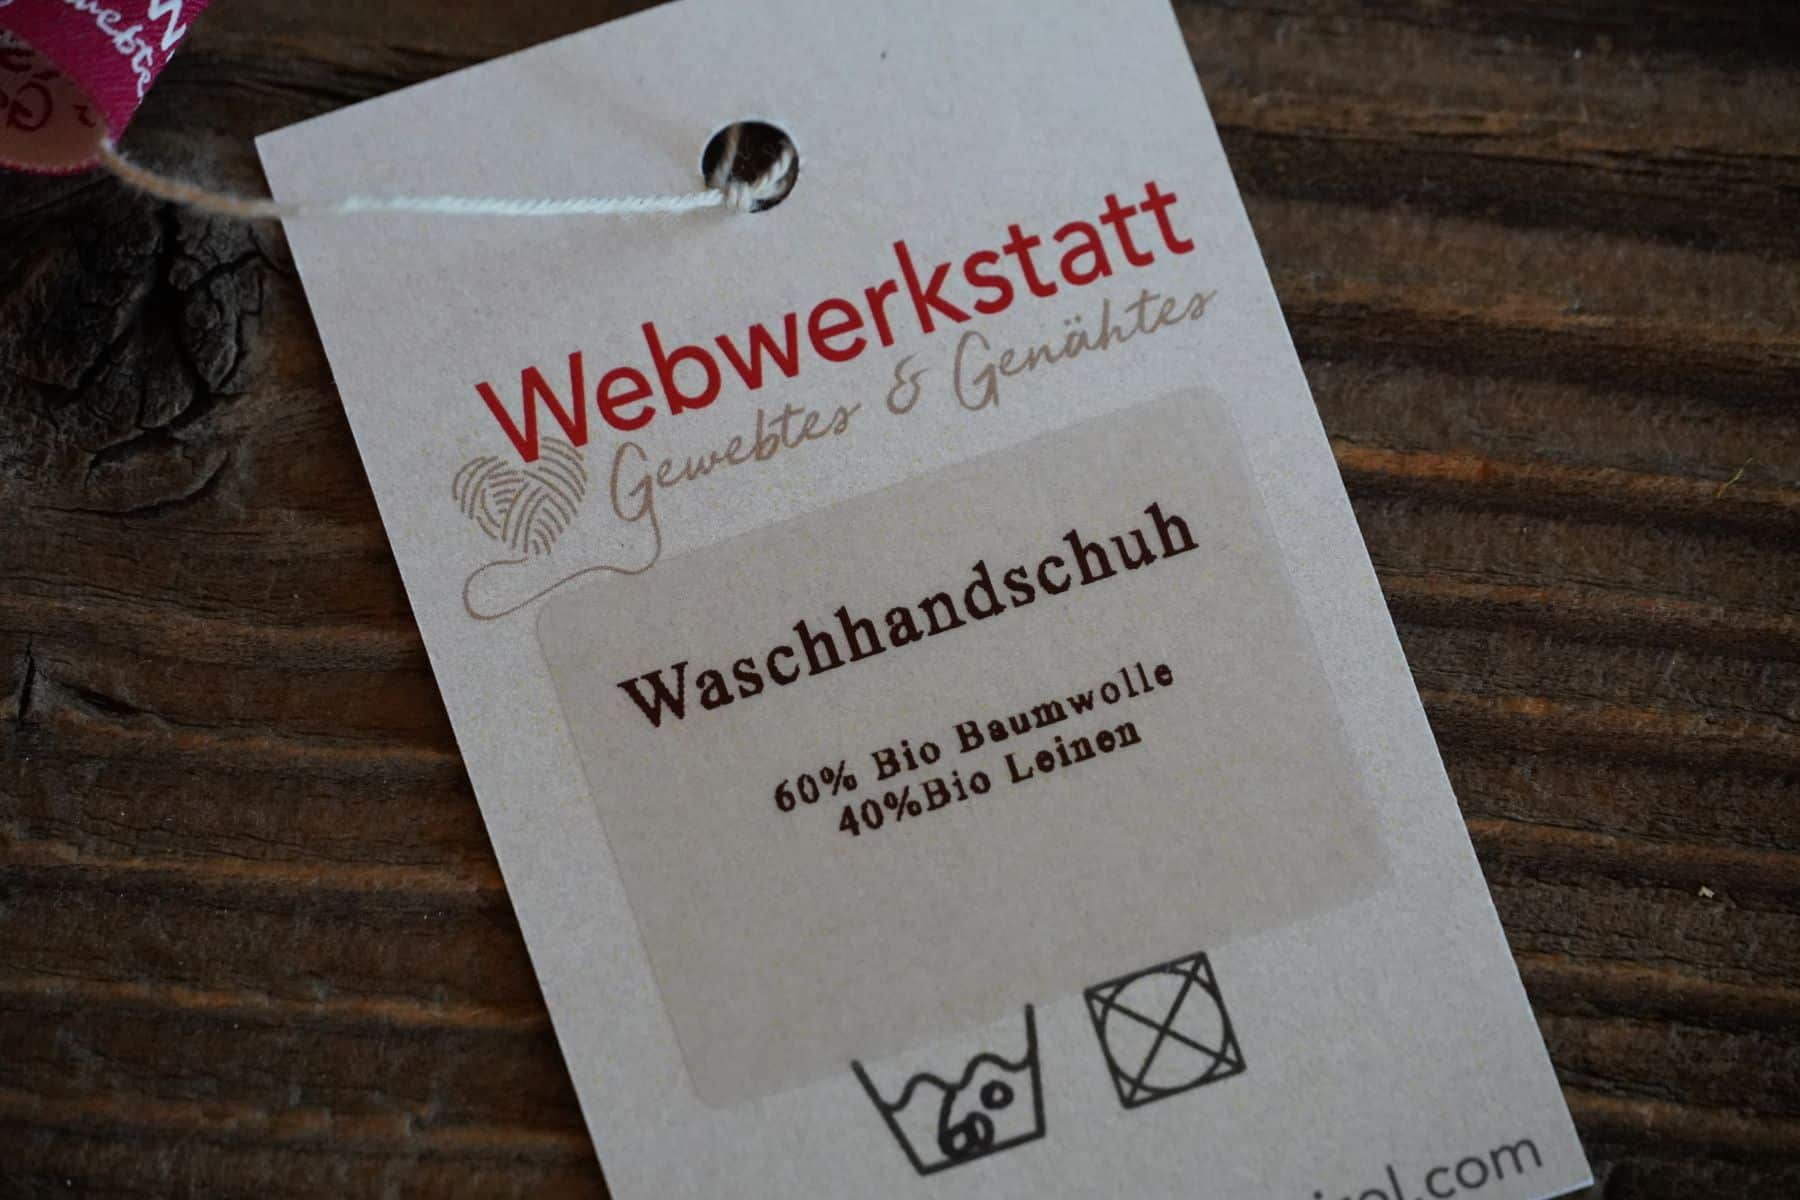 Webwerkstatt
Gewebtes & Genähtes
Waschhandschuh
60% Bio Baumwolle
40%Bio Leinen
60°